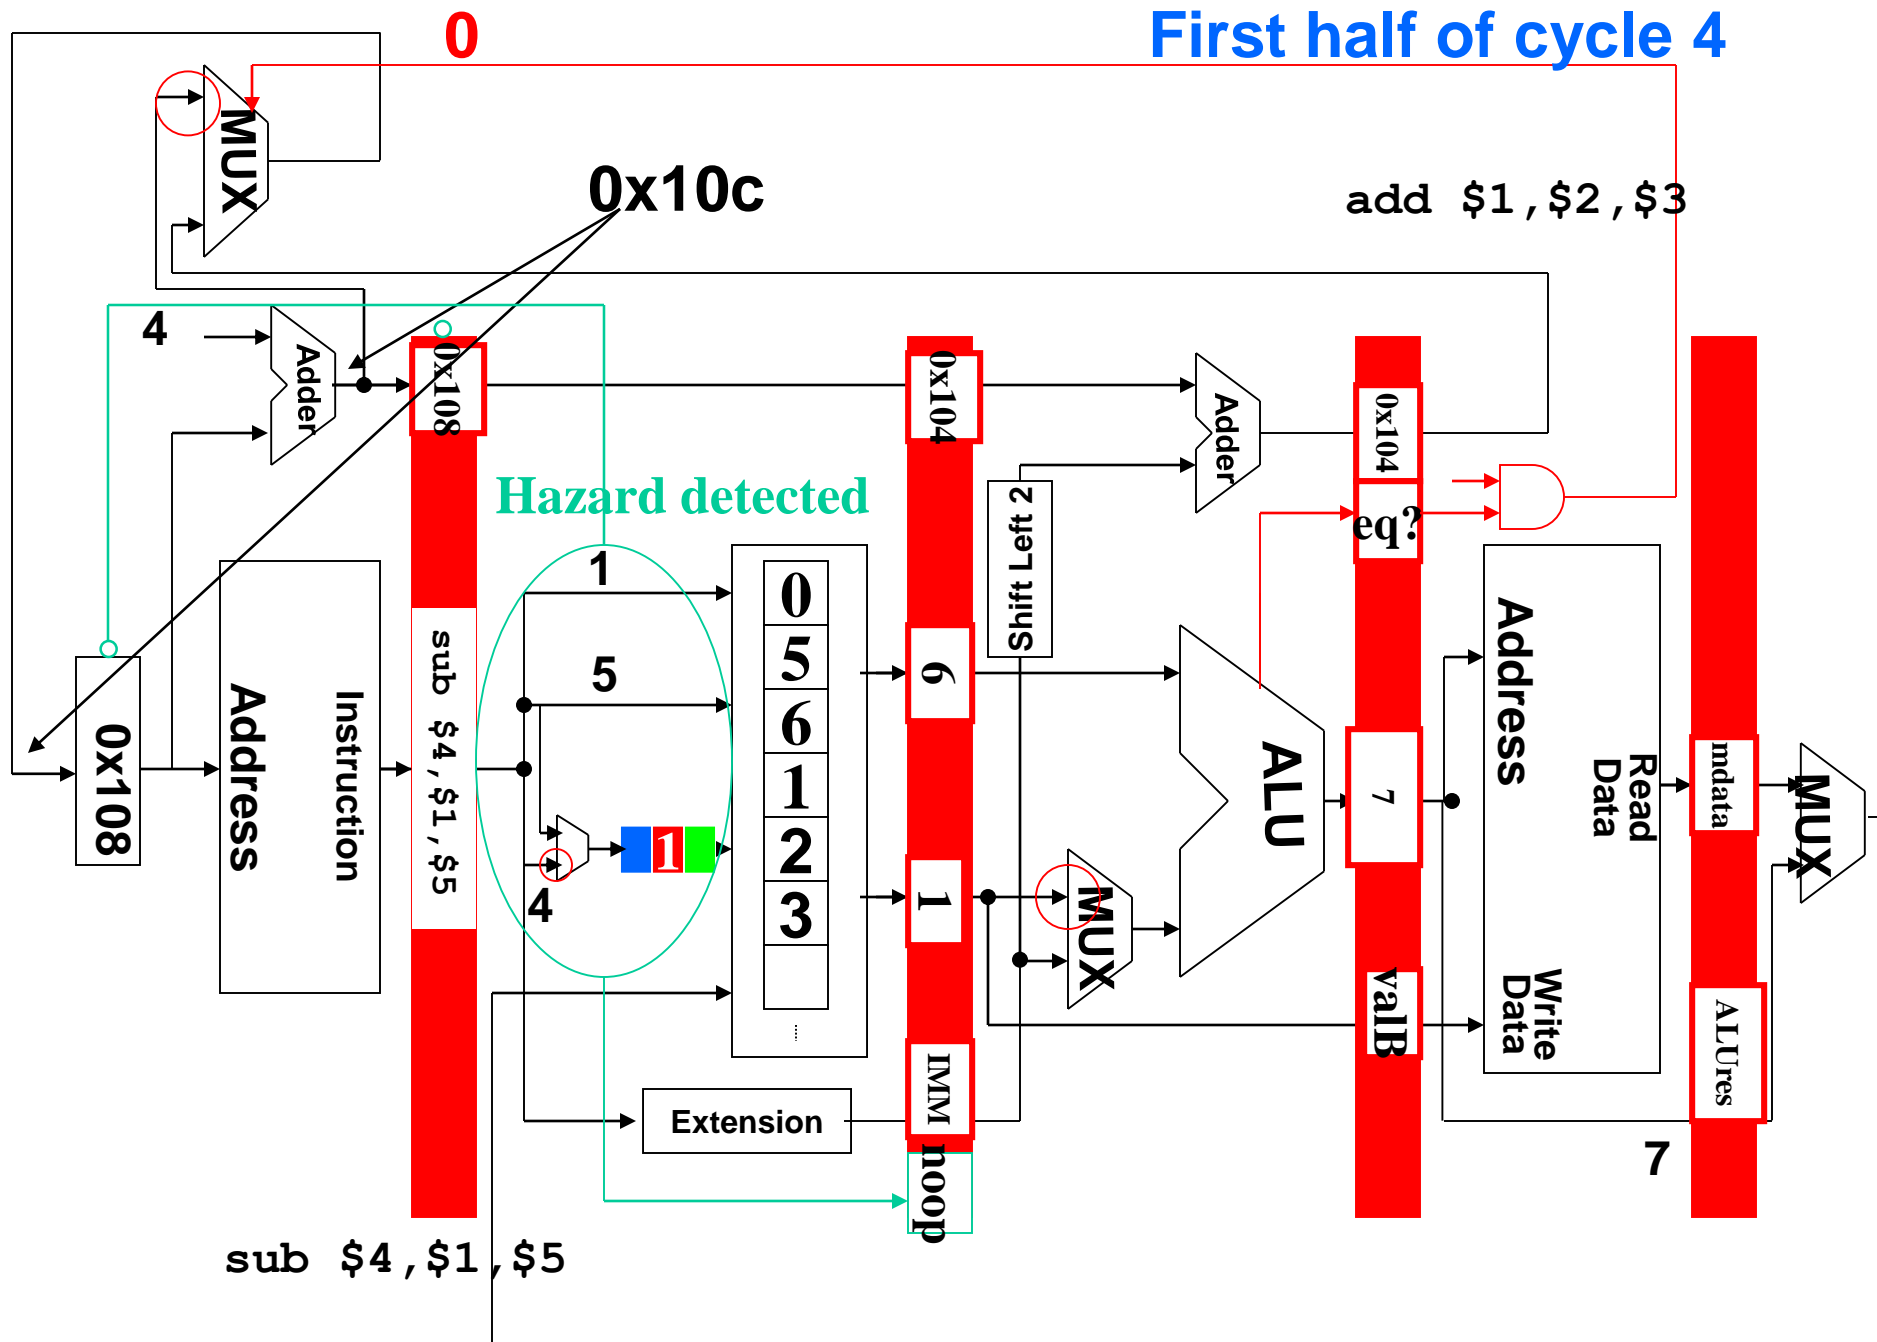 0
First half of cycle 4
MUX
0x10c
add $1,$2,$3
4
Adder
0x108
0x104
Adder
0x104
Hazard detected
Shift Left 2
eq?
1
5
0
5
6
1
2
3
6
1
0x108
Address
Instruction
sub $4,$1,$5
1
4
MUX
ALU
7
valB
Address
Read
Data
Write
Data
mdata
MUX
ALUres
IMM
Extension
noop
7
sub $4,$1,$5